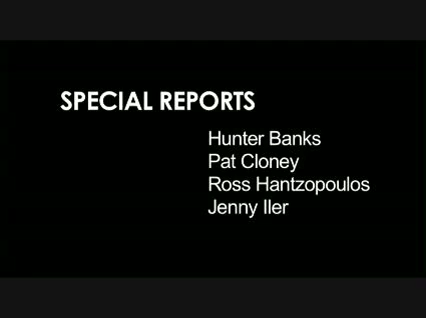 SPECIAL REPORTS
Hunter Banks
Pat Cloney
Ross Hantzopoulos
Jenny Iler